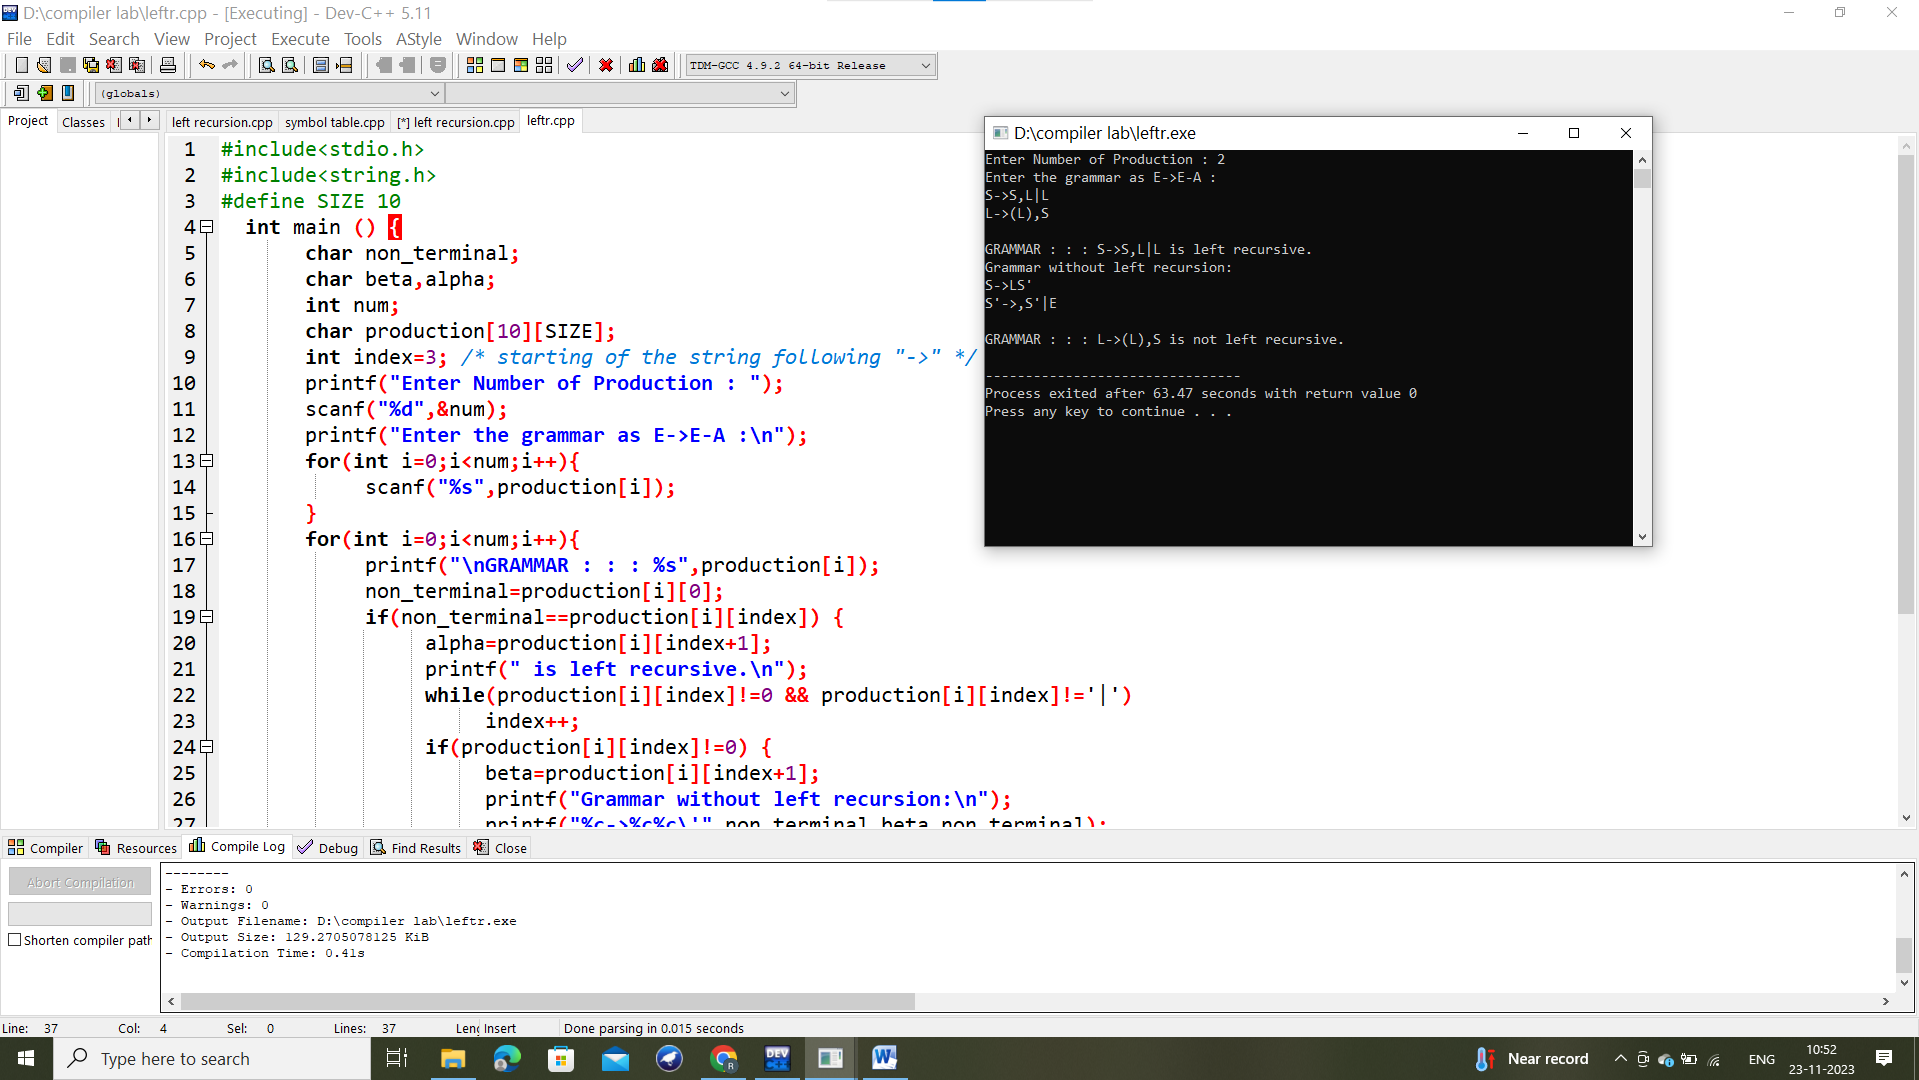 D:\compiler lab\leftr.cpp - [Executing] - Dev-C++ 5.11
File Edit Search View Project Execute Tools AStyle Window Help
TDM-GCC 4.9.2 64-bit Release
(globals)
Project Classes
left recursion.cpp symbol table.cpp [*] left recursion.cpp leftr.cpp
1 #include<stdio.h>
2 #include<string.h>
3 #define SIZE 10
4 int main () {
5 char non_terminal;
6 char beta,alpha;
7 int num;
8 char production[10][SIZE];
9 int index=3; /* starting of the string following "->" */
10 printf("Enter Number of Production : ");
11 scanf("%d",&num);
12 printf("Enter the grammar as E->E-A :\n");
13 for(int i=0;i<num;i++){
14 scanf("%s",production[i]);
15 }
16 for(int i=0;i<num;i++){
17 printf("\nGRAMMAR : : : %s",production[i]);
18 non_terminal=production[i][0];
19 if(non_terminal==production[i][index]) {
20 alpha=production[i][index+1];
21 printf(" is left recursive.\n");
22 while(production[i][index]!=0 && production[i][index]!='|')
23 index++;
24 if(production[i][index]!=0) {
25 beta=production[i][index+1];
26 printf("Grammar without left recursion:\n");
27 printf("%c->%c%c\'",non_terminal,beta,non_terminal);
D:\compiler lab\leftr.exe
Enter Number of Production : 2
Enter the grammar as E->E-A :
S->S,L|L
L->(L),S
GRAMMAR : : : S->S,L|L is left recursive.
Grammar without left recursion:
S->LS'
S'->,S'|E
GRAMMAR : : : L->(L),S is not left recursive.
--------------------------------
Process exited after 63.47 seconds with return value 0
Press any key to continue . . .
Compiler Resources Compile Log Debug Find Results Close
Abort Compilation
Shorten compiler path
--------
- Errors: 0
- Warnings: 0
- Output Filename: D:\compiler lab\leftr.exe
- Output Size: 129.2705078125 KiB
- Compilation Time: 0.41s
Line: 37 Col: 4 Sel: 0 Lines: 37 Insert Done parsing in 0.015 seconds
Type here to search
DEV
Near record
ENG
10:52
23-11-2023